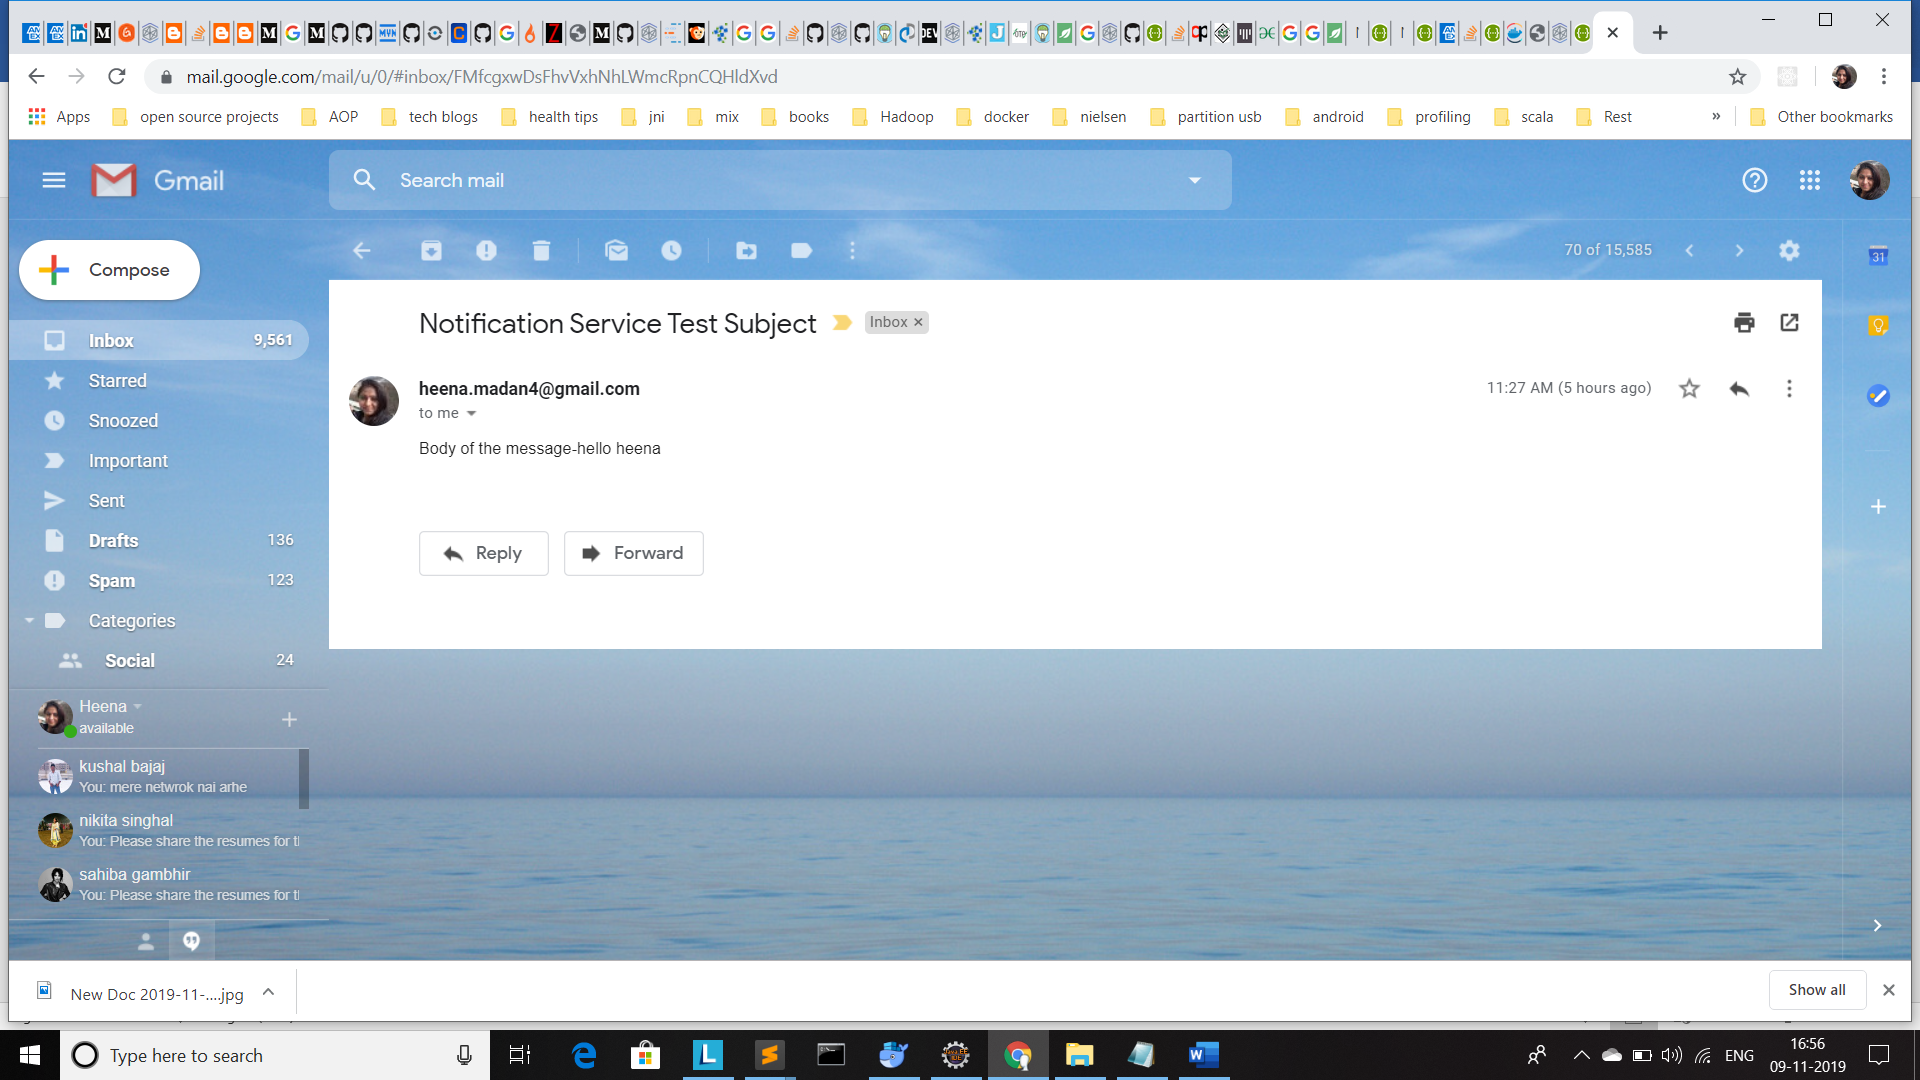 mail.google.com/mail/u/0/#inbox/FMfcgxwDsFhvVxhNhLWmcRpnCQHldXvd
Apps open source projects AOP tech blogs health tips jni mix books Hadoop docker nielsen partition usb android profiling scala Rest » Other bookmarks
Gmail
Search mail
Compose
70 of 15,585
31
Notification Service Test Subject
Inbox ×
Inbox 9,561
Starred
Snoozed
Important
Sent
Drafts 136
Spam 123
Categories
Social 24
heena.madan4@gmail.com
11:27 AM (5 hours ago)
to me
Body of the message-hello heena
Reply
Forward
Heena
available
kushal bajaj
You: mere netwrok nai arhe
nikita singhal
You: Please share the resumes for
sahiba gambhir
You: Please share the resumes for
New Doc 2019-11-....jpg
Show all
Type here to search
ENG
16:56
09-11-2019